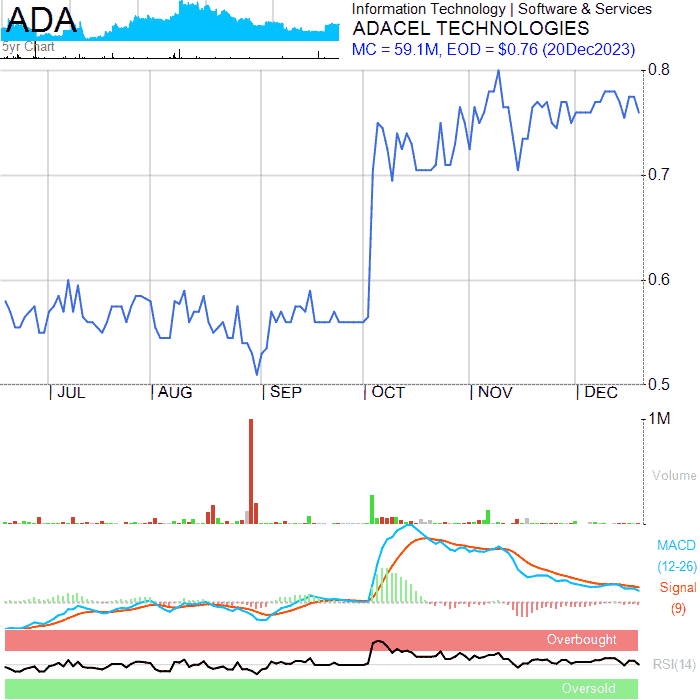 ADA
5yr Chart
Information Technology | Software & Services
ADACEL TECHNOLOGIES
MC = 59.1M, EOD = $0.76 (20Dec2023)
0.8
0.7
0.6
0.5
JUL
AUG
SEP
OCT
NOV
DEC
1M
Volume
MACD
(12-26)
Signal
(9)
Overbought
RSI(14)
Oversold